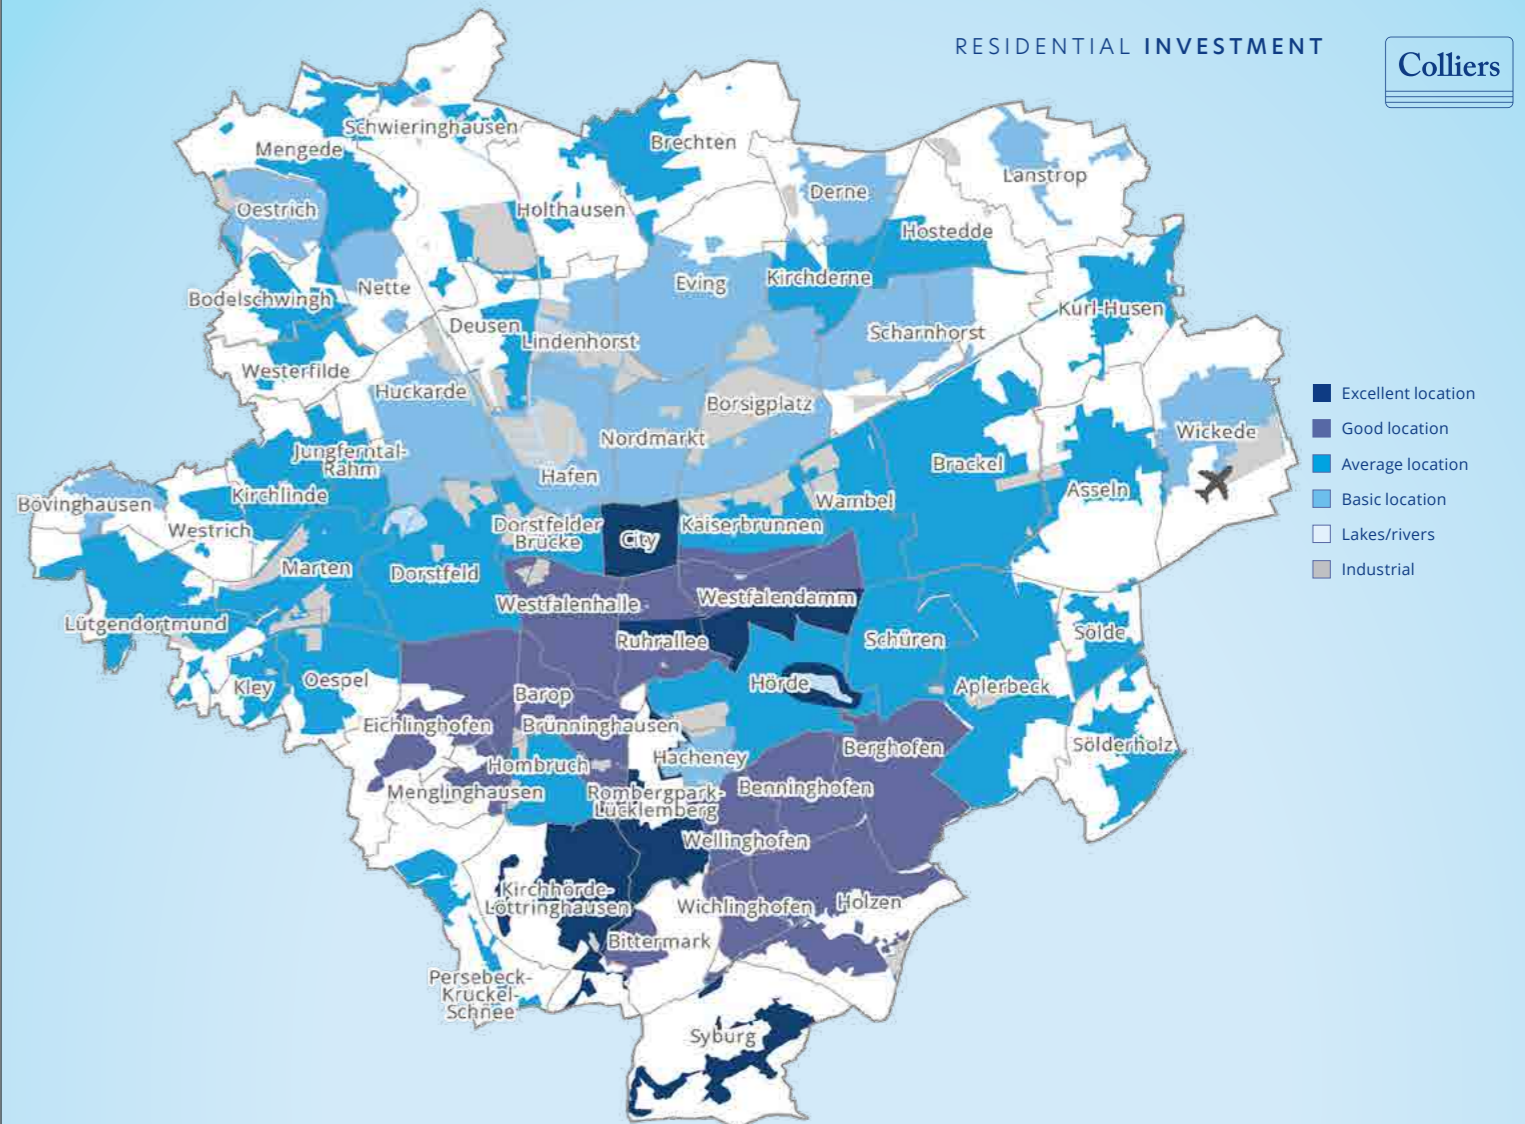 RESIDENTIAL INVESTMENT
Colliers
Schwieringhausen
Mengede
Brechten
Lanstrop
Derne
Oestrich
Holthausen
Hostedde
Eving
Kirchderne
Nette
Bodelschwingh
Kurl-Husen
Deusen
Lindenhorst
Scharnhorst
Westerfilde
Huckarde
Borsigplatz
Nordmarkt
Wickede
Jungferntal-
Rahm
Brackel
Hafen
Asseln
Kirchlinde
Bövinghausen
Wambel
Westrich
Dorstfelder
Brücke
City
Kaiserbrunnen
Marten
Dorstfeld
Westfalenhalle
Westfalendamm
Lütgendortmund
Ruhrallee
Schüren
Sölde
Oespel
Kley
Hörde
Aplerbeck
Barop
Eichlinghofen
Brünninghausen
Berghofen
Sölderholz
Hombruch
Hacheney
Menglinghausen
Rombergpark-
Lücklemberg
Benninghofen
Wellinghofen
Kirchhörde-
Löttringhausen
Wichlinghofen
Holzen
Bittermark
Persebeck-
Kruckel-
Schnee
Syburg
Excellent location
Good location
Average location
Basic location
Lakes/rivers
Industrial